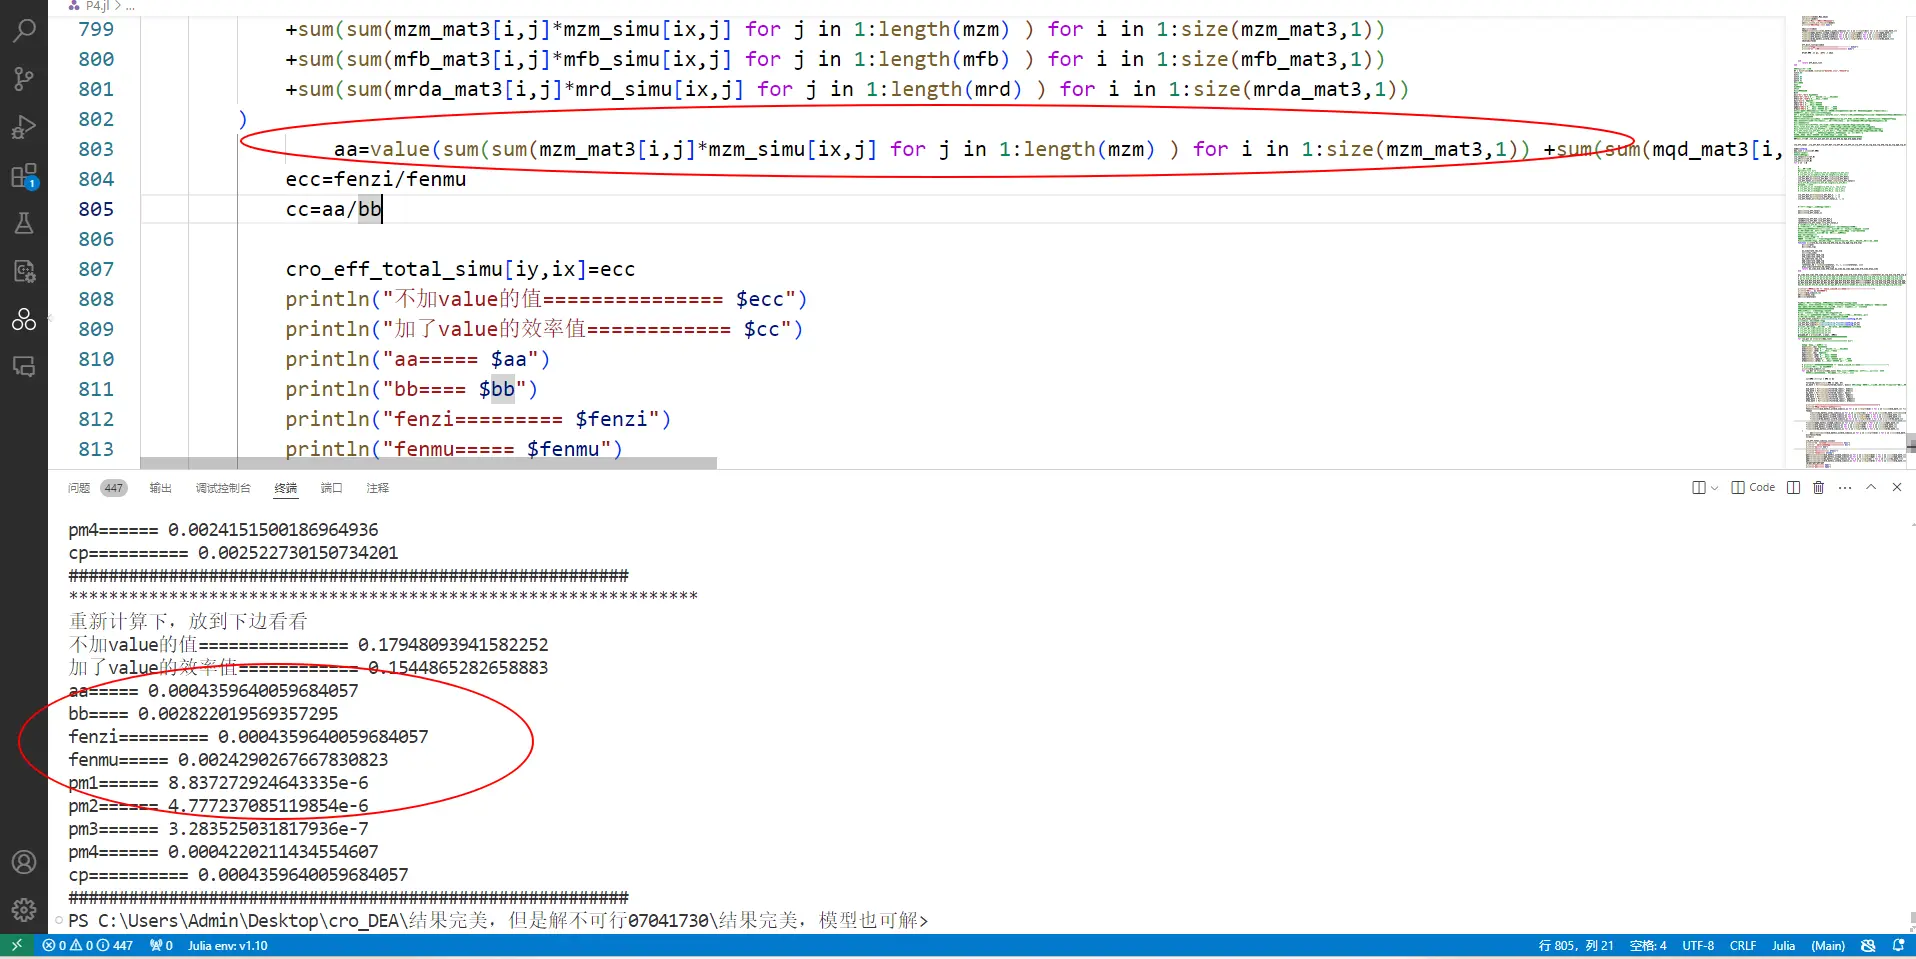 P4.jl > ...
799 +sum(sum(mzm_mat3[i,j]*mzm_simu[ix,j] for j in 1:length(mzm) ) for i in 1:size(mzm_mat3,1))
800 +sum(sum(mfb_mat3[i,j]*mfb_simu[ix,j] for j in 1:length(mfb) ) for i in 1:size(mfb_mat3,1))
801 +sum(sum(mrda_mat3[i,j]*mrd_simu[ix,j] for j in 1:length(mrd) ) for i in 1:size(mrda_mat3,1))
802 )
803 aa=value(sum(sum(mzm_mat3[i,j]*mzm_simu[ix,j] for j in 1:length(mzm) ) for i in 1:size(mzm_mat3,1)) +sum(sum(mqd_mat3[i,
804 ecc=fenzi/fenmu
805 cc=aa/bb
806
807 cro_eff_total_simu[iy,ix]=ecc
808 println("不加value的值=============== $ecc")
809 println("加了value的效率值============ $cc")
810 println("aa===== $aa")
811 println("bb==== $bb")
812 println("fenzi========= $fenzi")
813 println("fenmu===== $fenmu")
1
问题 447 输出 调试控制台 终端 端口 注释 Code
pm4====== 0.0024151500186964936
cp========== 0.002522730150734201
########################################################
***************************************************************
重新计算下，放到下边看看
不加value的值=============== 0.17948093941582252
加了value的效率值============ 0.1544865282658883
aa===== 0.0004359640059684057
bb==== 0.002822019569357295
fenzi========= 0.0004359640059684057
fenmu===== 0.0024290267667830823
pm1====== 8.837272924643335e-6
pm2====== 4.777237085119854e-6
pm3====== 3.283525031817936e-7
pm4====== 0.0004220211434554607
cp========== 0.0004359640059684057
########################################################
PS C:\Users\Admin\Desktop\cro_DEA\结果完美，但是解不可行07041730\结果完美，模型也可解>
0 0 447 0 Julia env: v1.10 行 805，列 21 空格: 4 UTF-8 CRLF Julia (Main)